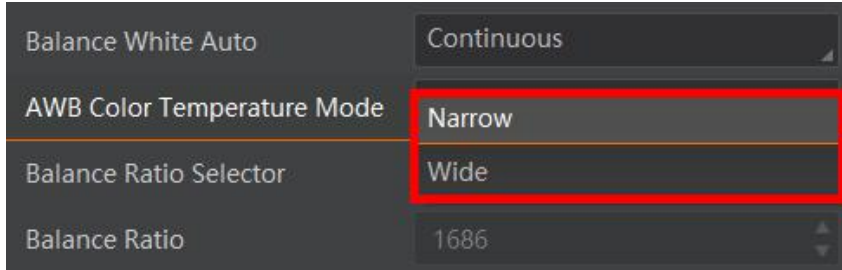 Balance White Auto Continuous
AWB Color Temperature Mode Narrow
Balance Ratio Selector Wide
Balance Ratio 1686